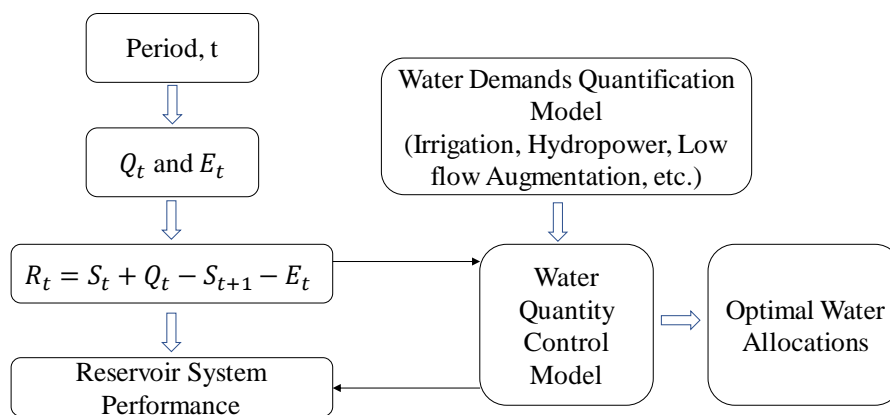 Period, t
Q_t and E_t
R_t = S_t + Q_t − S_{t+1} − E_t
Reservoir System
Performance
Water Demands Quantification
Model
(Irrigation, Hydropower, Low
flow Augmentation, etc.)
Water
Quantity
Control
Model
Optimal Water
Allocations